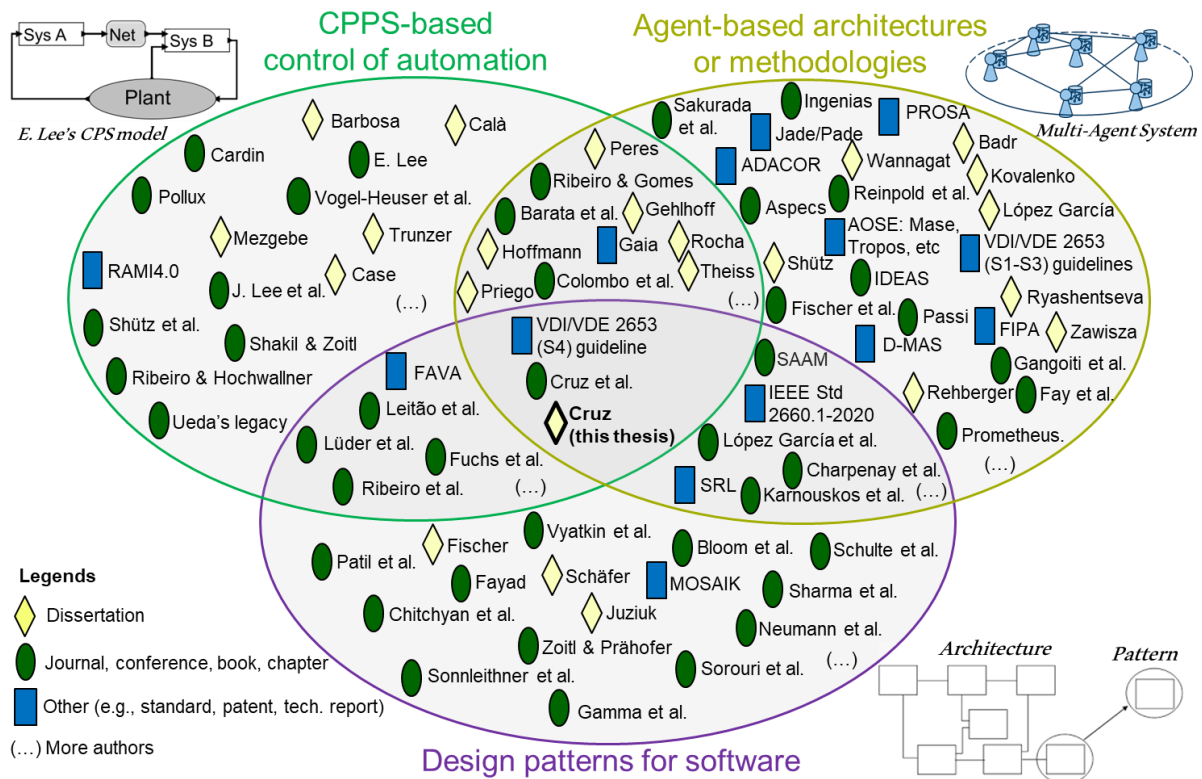 Sys A
Net
Sys B
Plant
E. Lee's CPS model
CPPS-based
control of automation
Agent-based architectures
or methodologies
Multi-Agent System
Barbosa
Calà
Cardin
E. Lee
Pollux
Vogel-Heuser et al.
Mezgebe
Trunzer
RAMI4.0
Case
J. Lee et al.
(...)
Shütz et al.
Shakil & Zoitl
Ribeiro & Hochwallner
Ueda's legacy
Peres
Ribeiro & Gomes
Barata et al.
Gehlhoff
Hoffmann
Gaia
Rocha
Theiss
Priego
Colombo et al.
(...)
Sakurada
et al.
Ingenias
PROSA
Jade/Pade
Badr
ADACOR
Wannagat
Kovalenko
Reinpold et al.
Aspecs
López García
AOSE: Mase,
Tropos, etc
VDI/VDE 2653
(S1-S3) guidelines
Shütz
IDEAS
Ryashentseva
Fischer et al.
Passi
FIPA
Zawisza
D-MAS
Gangoiti et al.
Rehberger
Fay et al.
Prometheus.
(...)
VDI/VDE 2653
(S4) guideline
Cruz et al.
Cruz
(this thesis)
FAVA
Leitão et al.
Lüder et al.
Fuchs et al.
Ribeiro et al.
(...)
SAAM
IEEE Std
2660.1-2020
López García et al.
Charpenay et al.
SRL
Karnouskos et al.
(...)
Vyatkin et al.
Fischer
Bloom et al.
Schulte et al.
Patil et al.
Fayad
Schäfer
MOSAIK
Sharma et al.
Chitchyan et al.
Juziuk
Neumann et al.
Zoitl & Prähofer
Sorouri et al.
(...)
Sonnleithner et al.
Gamma et al.
Design patterns for software
Legends
Dissertation
Journal, conference, book, chapter
Other (e.g., standard, patent, tech. report)
(...) More authors
Architecture
Pattern